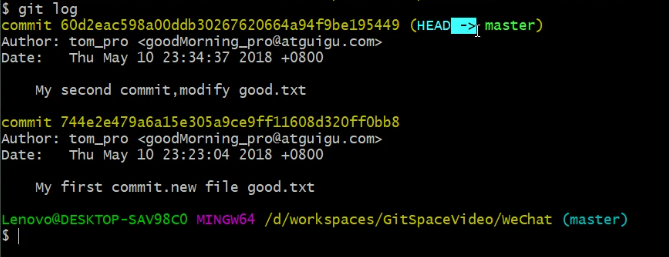 $ git log
commit 60d2eac598a00ddb30267620664a94f9be195449 (HEAD -> master)
Author: tom_pro <goodMorning_pro@atguigu.com>
Date:   Thu May 10 23:34:37 2018 +0800
My second commit,modify good.txt
commit 744e2e479a6a15e305a9ce9ff11608d320ff0bb8
Author: tom_pro <goodMorning_pro@atguigu.com>
Date:   Thu May 10 23:23:04 2018 +0800
My first commit.new file good.txt
Lenovo@DESKTOP-SAV98C0 MINGW64 /d/workspaces/GitSpaceVideo/WeChat (master)
$